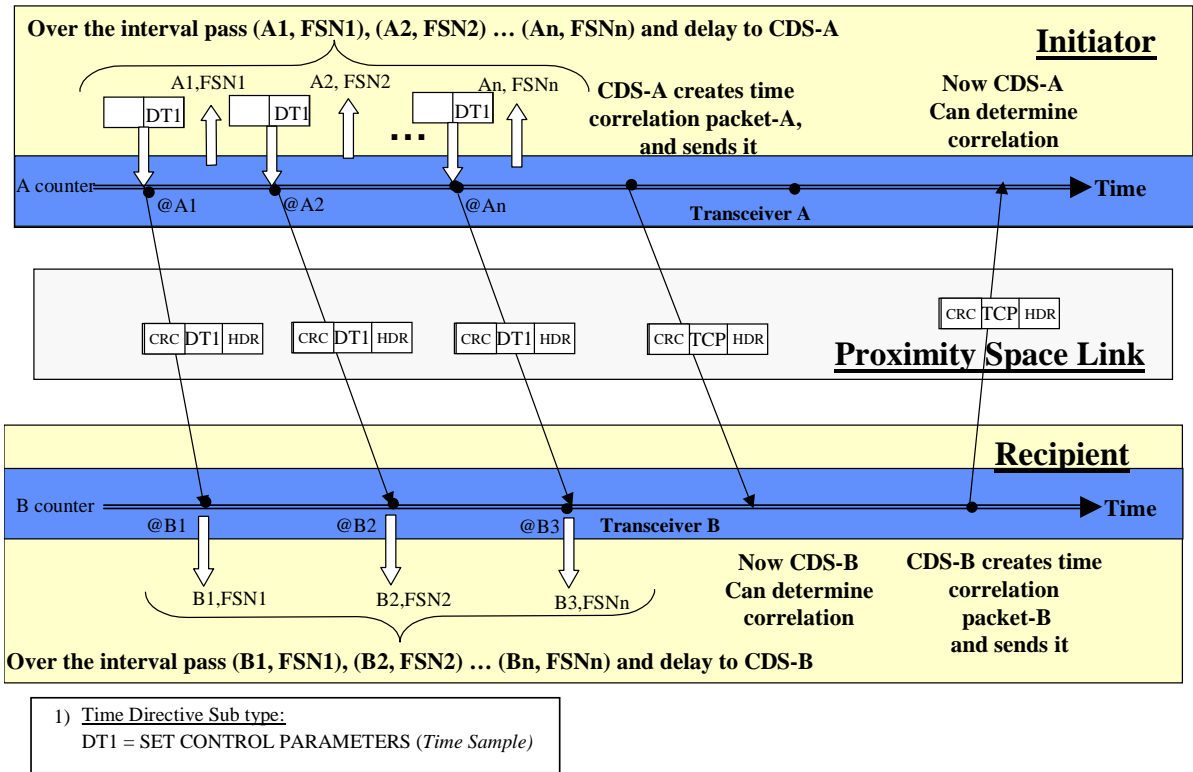 Over the interval pass (A1, FSN1), (A2, FSN2) … (An, FSNn) and delay to CDS-A
Initiator
A1,FSN1
A2, FSN2
An, FSNn
DT1
DT1
...
DT1
CDS-A creates time
correlation packet-A,
and sends it
Now CDS-A
Can determine
correlation
A counter
@A1
@A2
@An
Transceiver A
Time
CRC DT1 HDR
CRC DT1 HDR
CRC DT1 HDR
CRC TCP HDR
CRC TCP HDR
Proximity Space Link
Recipient
B counter
@B1
@B2
@B3
Transceiver B
Time
B1,FSN1
B2,FSN2
B3,FSNn
Now CDS-B
Can determine
correlation
CDS-B creates time
correlation
packet-B
and sends it
Over the interval pass (B1, FSN1), (B2, FSN2) … (Bn, FSNn) and delay to CDS-B
1) Time Directive Sub type:
DT1 = SET CONTROL PARAMETERS (Time Sample)